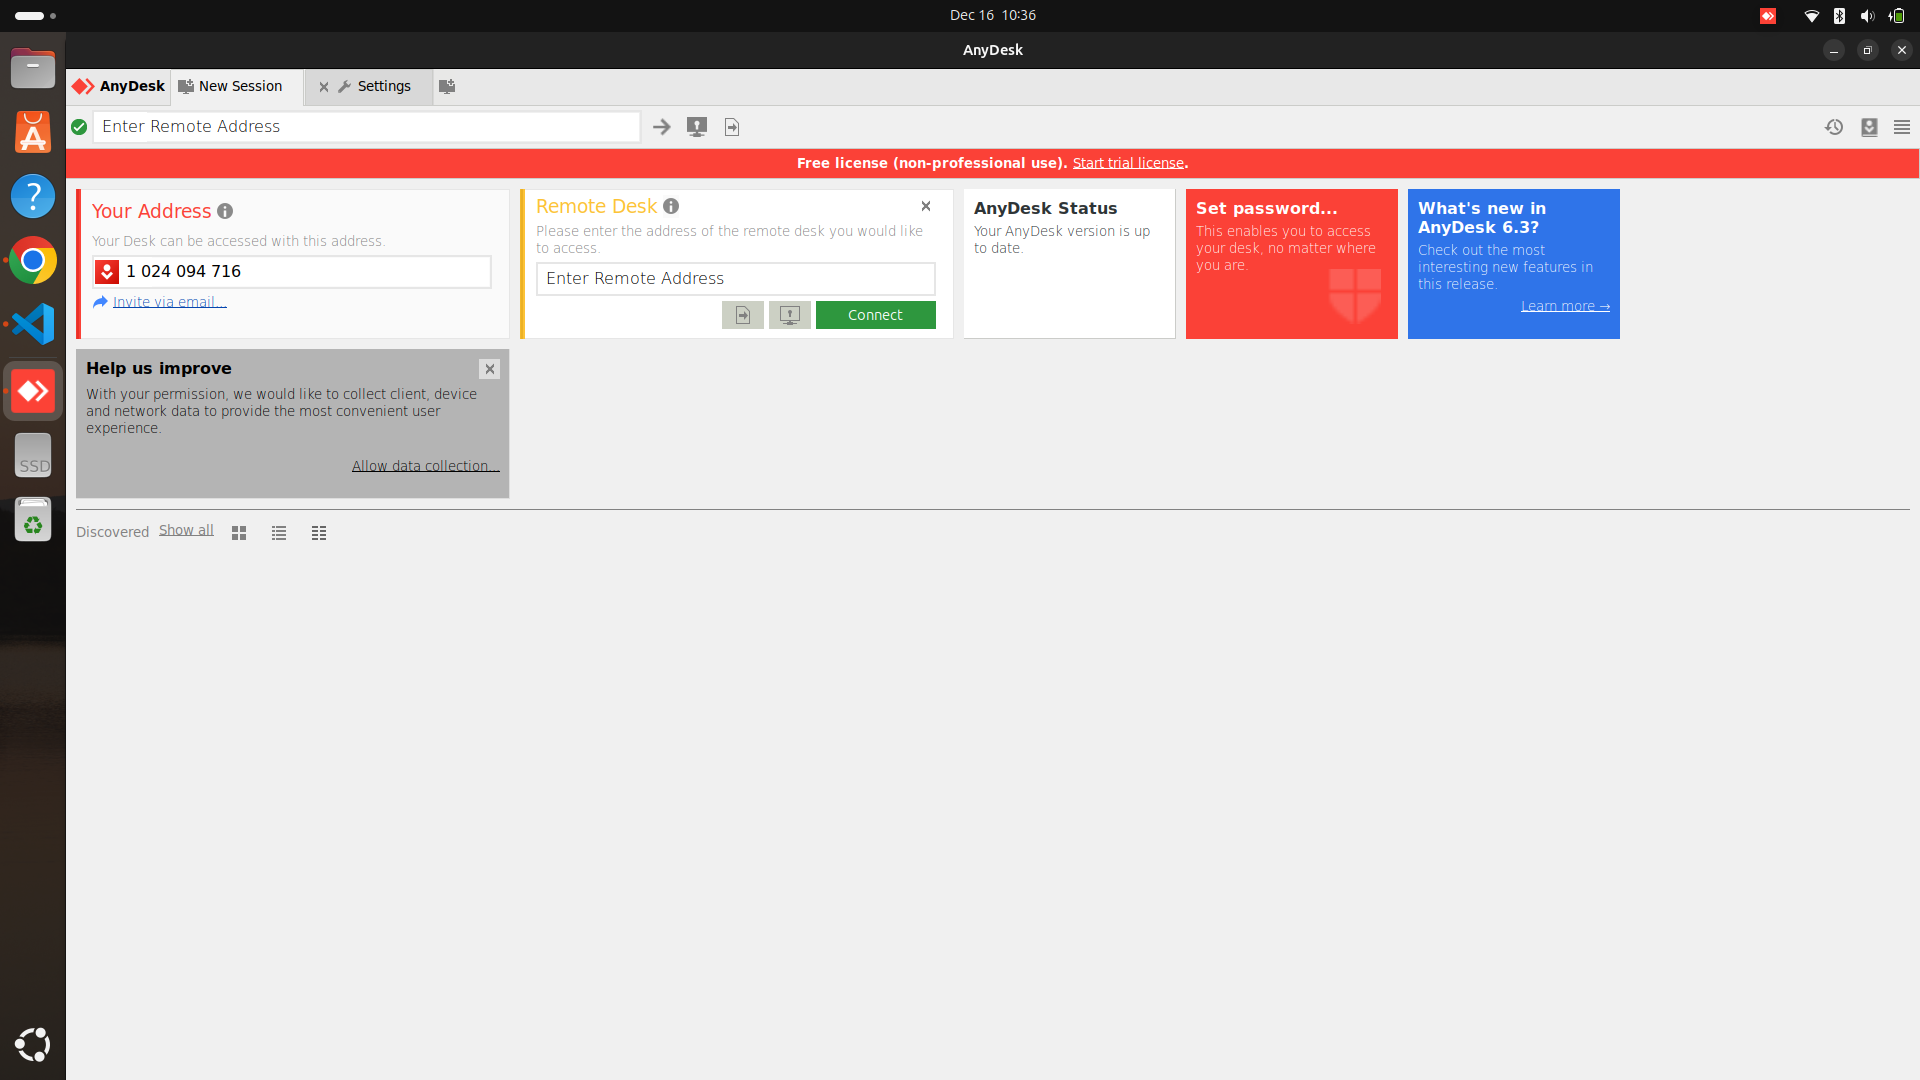 Dec 16 10:36
AnyDesk
AnyDesk
New Session
Settings
Enter Remote Address
Free license (non-professional use). Start trial license.
Your Address
Your Desk can be accessed with this address.
1 024 094 716
Invite via email...
Remote Desk
Please enter the address of the remote desk you would like
to access.
Enter Remote Address
Connect
AnyDesk Status
Your AnyDesk version is up
to date.
Set password...
This enables you to access
your desk, no matter where
you are.
What's new in
AnyDesk 6.3?
Check out the most
interesting new features in
this release.
Learn more →
Help us improve
With your permission, we would like to collect client, device
and network data to provide the most convenient user
experience.
Allow data collection...
SSD
Discovered
Show all